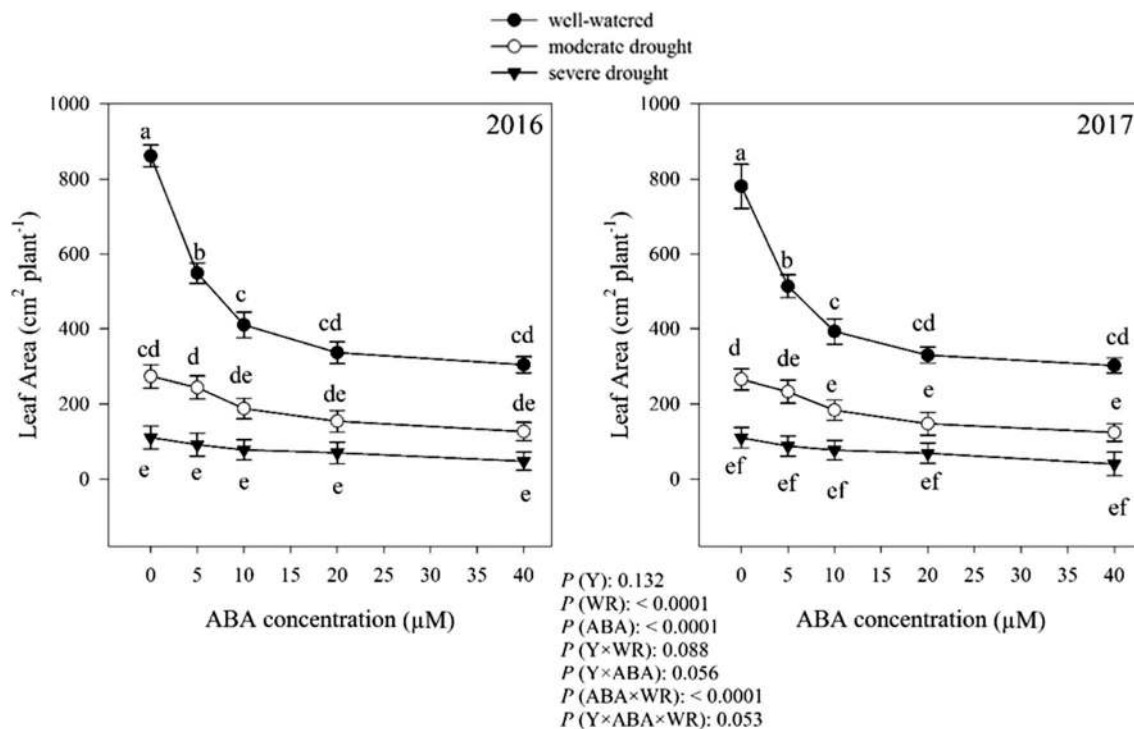 well-watered
moderate drought
severe drought
1000
800
600
400
200
0
Leaf Area (cm² plant⁻¹)
2016
a
b
c
cd
cd
cd
d
de
de
de
e
e
e
e
e
0 5 10 15 20 25 30 35 40
ABA concentration (µM)
1000
800
600
400
200
0
Leaf Area (cm² plant⁻¹)
2017
a
b
c
cd
cd
d
de
e
e
e
ef
ef
ef
ef
ef
0 5 10 15 20 25 30 35 40
ABA concentration (µM)
P (Y): 0.132
P (WR): < 0.0001
P (ABA): < 0.0001
P (Y×WR): 0.088
P (Y×ABA): 0.056
P (ABA×WR): < 0.0001
P (Y×ABA×WR): 0.053